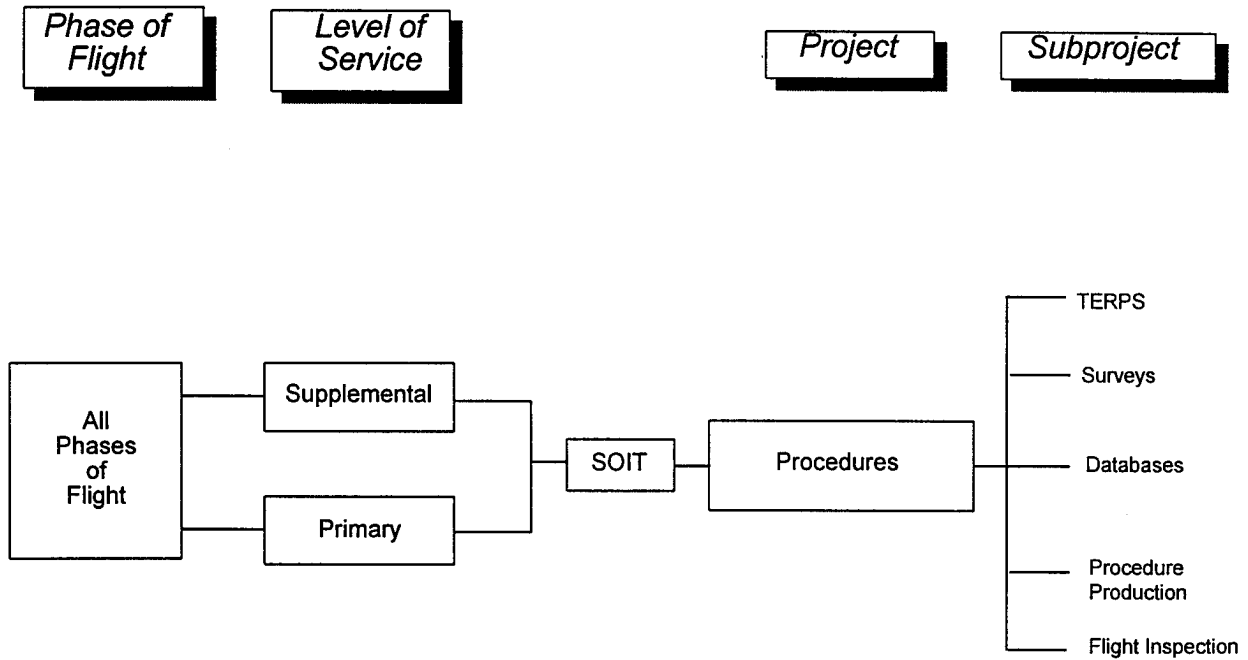 Phase of
Flight
Level of
Service
Project
Subproject
All
Phases
of
Flight
Supplemental
Primary
SOIT
Procedures
TERPS
Surveys
Databases
Procedure
Production
Flight Inspection